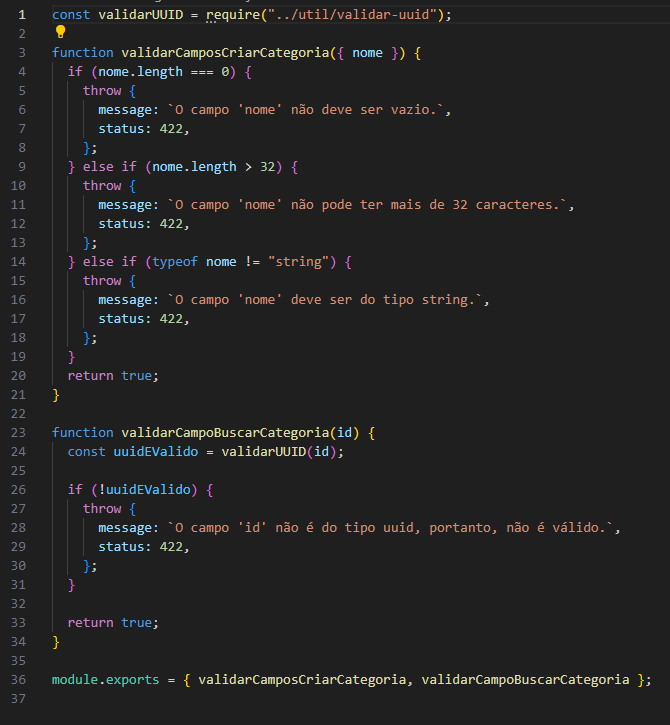 1 const validarUUID = require("../util/validar-uuid");
2
3 function validarCamposCriarCategoria({ nome }) {
4   if (nome.length === 0) {
5     throw {
6       message: `O campo 'nome' não deve ser vazio.`,
7       status: 422,
8     };
9   } else if (nome.length > 32) {
10     throw {
11       message: `O campo 'nome' não pode ter mais de 32 caracteres.`,
12       status: 422,
13     };
14   } else if (typeof nome != "string") {
15     throw {
16       message: `O campo 'nome' deve ser do tipo string.`,
17       status: 422,
18     };
19   }
20   return true;
21 }
22
23 function validarCampoBuscarCategoria(id) {
24   const uuidEValido = validarUUID(id);
25
26   if (!uuidEValido) {
27     throw {
28       message: `O campo 'id' não é do tipo uuid, portanto, não é válido.`,
29       status: 422,
30     };
31   }
32
33   return true;
34 }
35
36 module.exports = { validarCamposCriarCategoria, validarCampoBuscarCategoria };
37